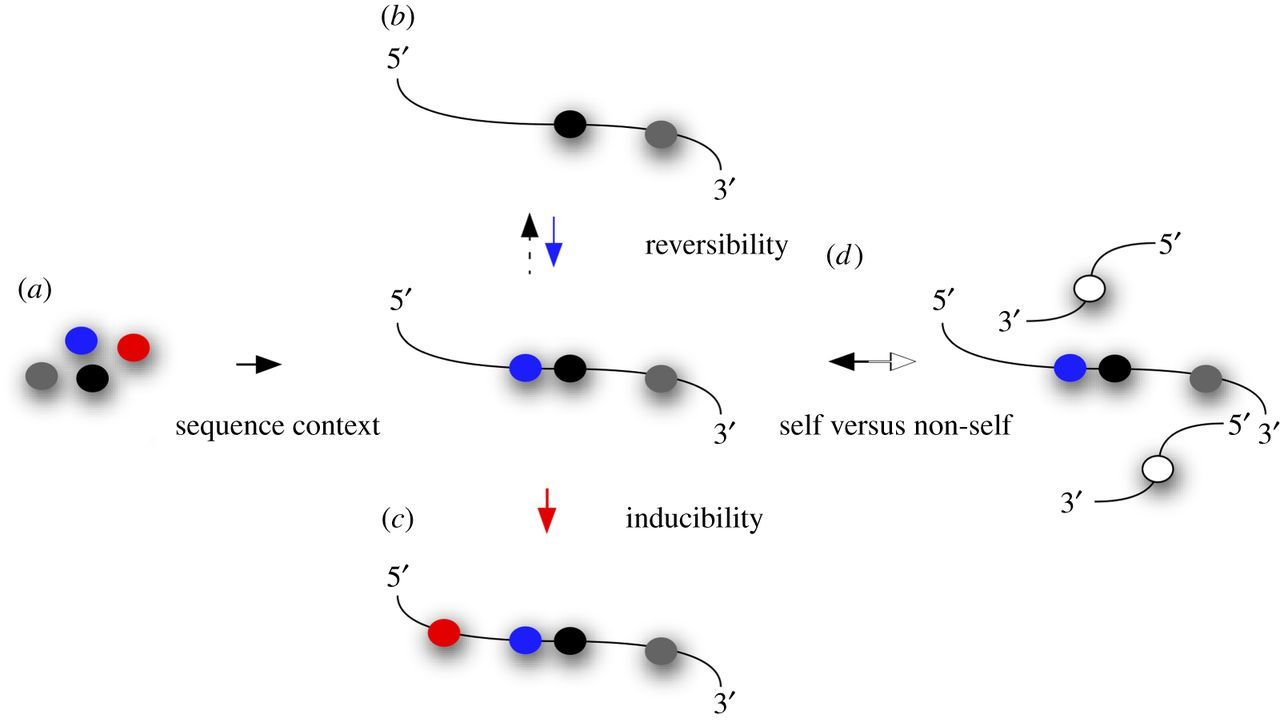 (b)
5′
3′
reversibility
(d)
5′
3′
(a)
5′
5′
sequence context
3′
self versus non-self
5′
3′
3′
(c)
inducibility
5′
3′